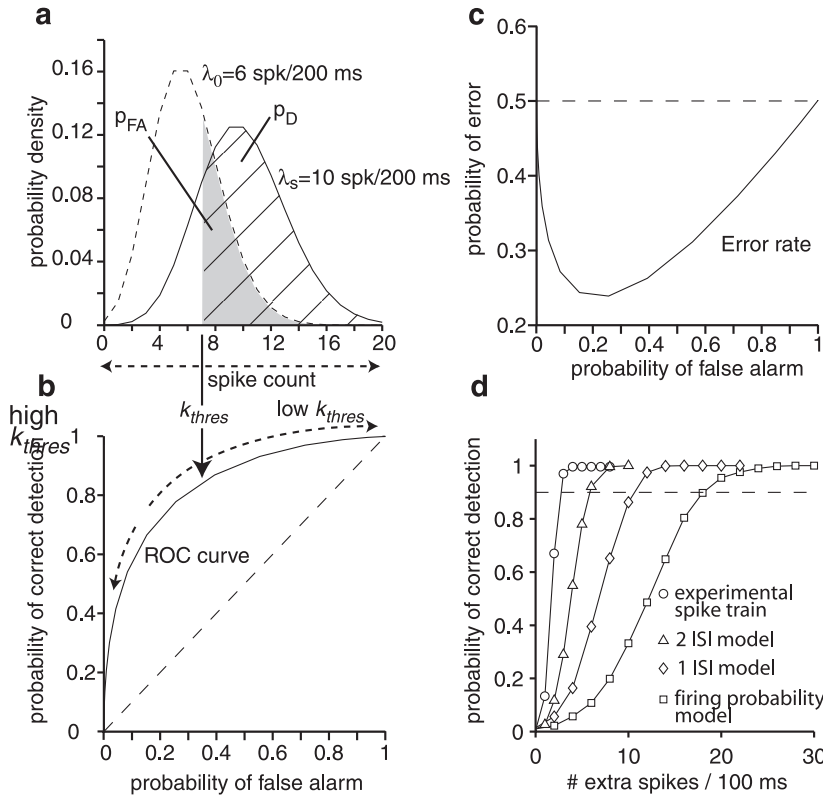 a
0.16
0.12
0.08
0.04
0
probability density
λ0=6 spk/200 ms
pFA
pD
λs=10 spk/200 ms
0 4 8 12 16 20
spike count
b
high
kthres
kthres
low kthres
1
0.8
0.6
0.4
0.2
0
probability of correct detection
ROC curve
0 0.2 0.4 0.6 0.8 1
probability of false alarm
c
0.6
0.5
0.4
0.3
0.2
probability of error
Error rate
0 0.2 0.4 0.6 0.8 1
probability of false alarm
d
1
0.8
0.6
0.4
0.2
0
probability of correct detection
experimental
spike train
2 ISI model
1 ISI model
firing probability
model
0 10 20 30
# extra spikes / 100 ms